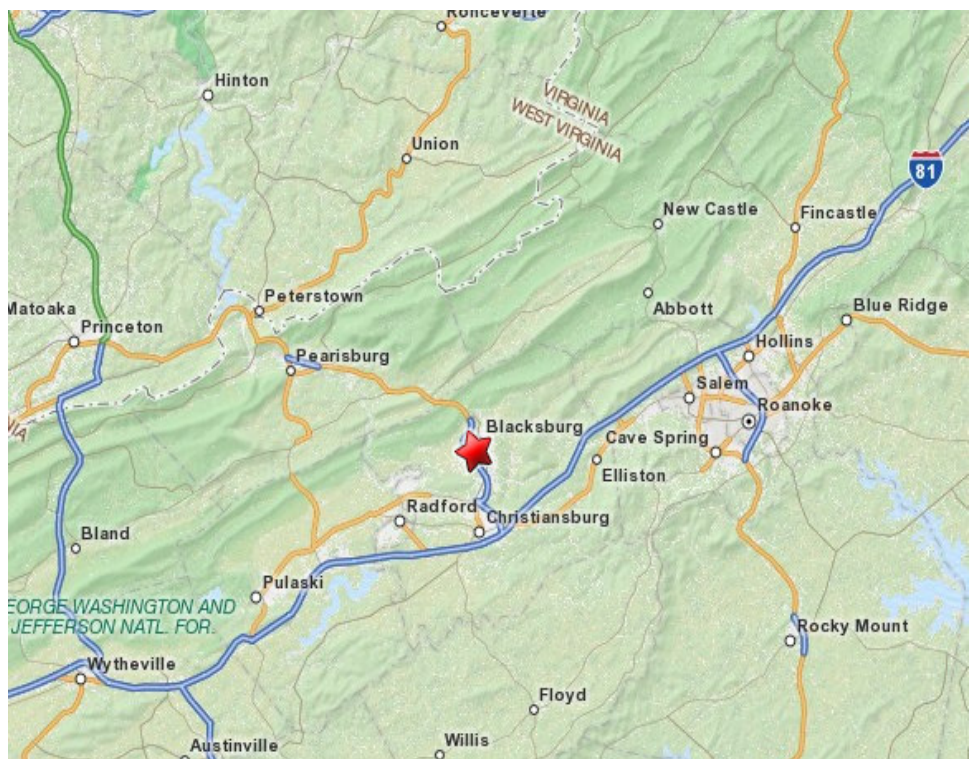 Ronceverte
Hinton
VIRGINIA
WEST VIRGINIA
Union
81
New Castle
Fincastle
Peterstown
Matoaka
Princeton
Abbott
Blue Ridge
Hollins
Pearisburg
Salem
Roanoke
IA
Blacksburg
Cave Spring
Elliston
Radford
Christiansburg
Bland
Pulaski
EORGE WASHINGTON AND
JEFFERSON NATL. FOR.
Rocky Mount
Wytheville
Floyd
Willis
Austinville